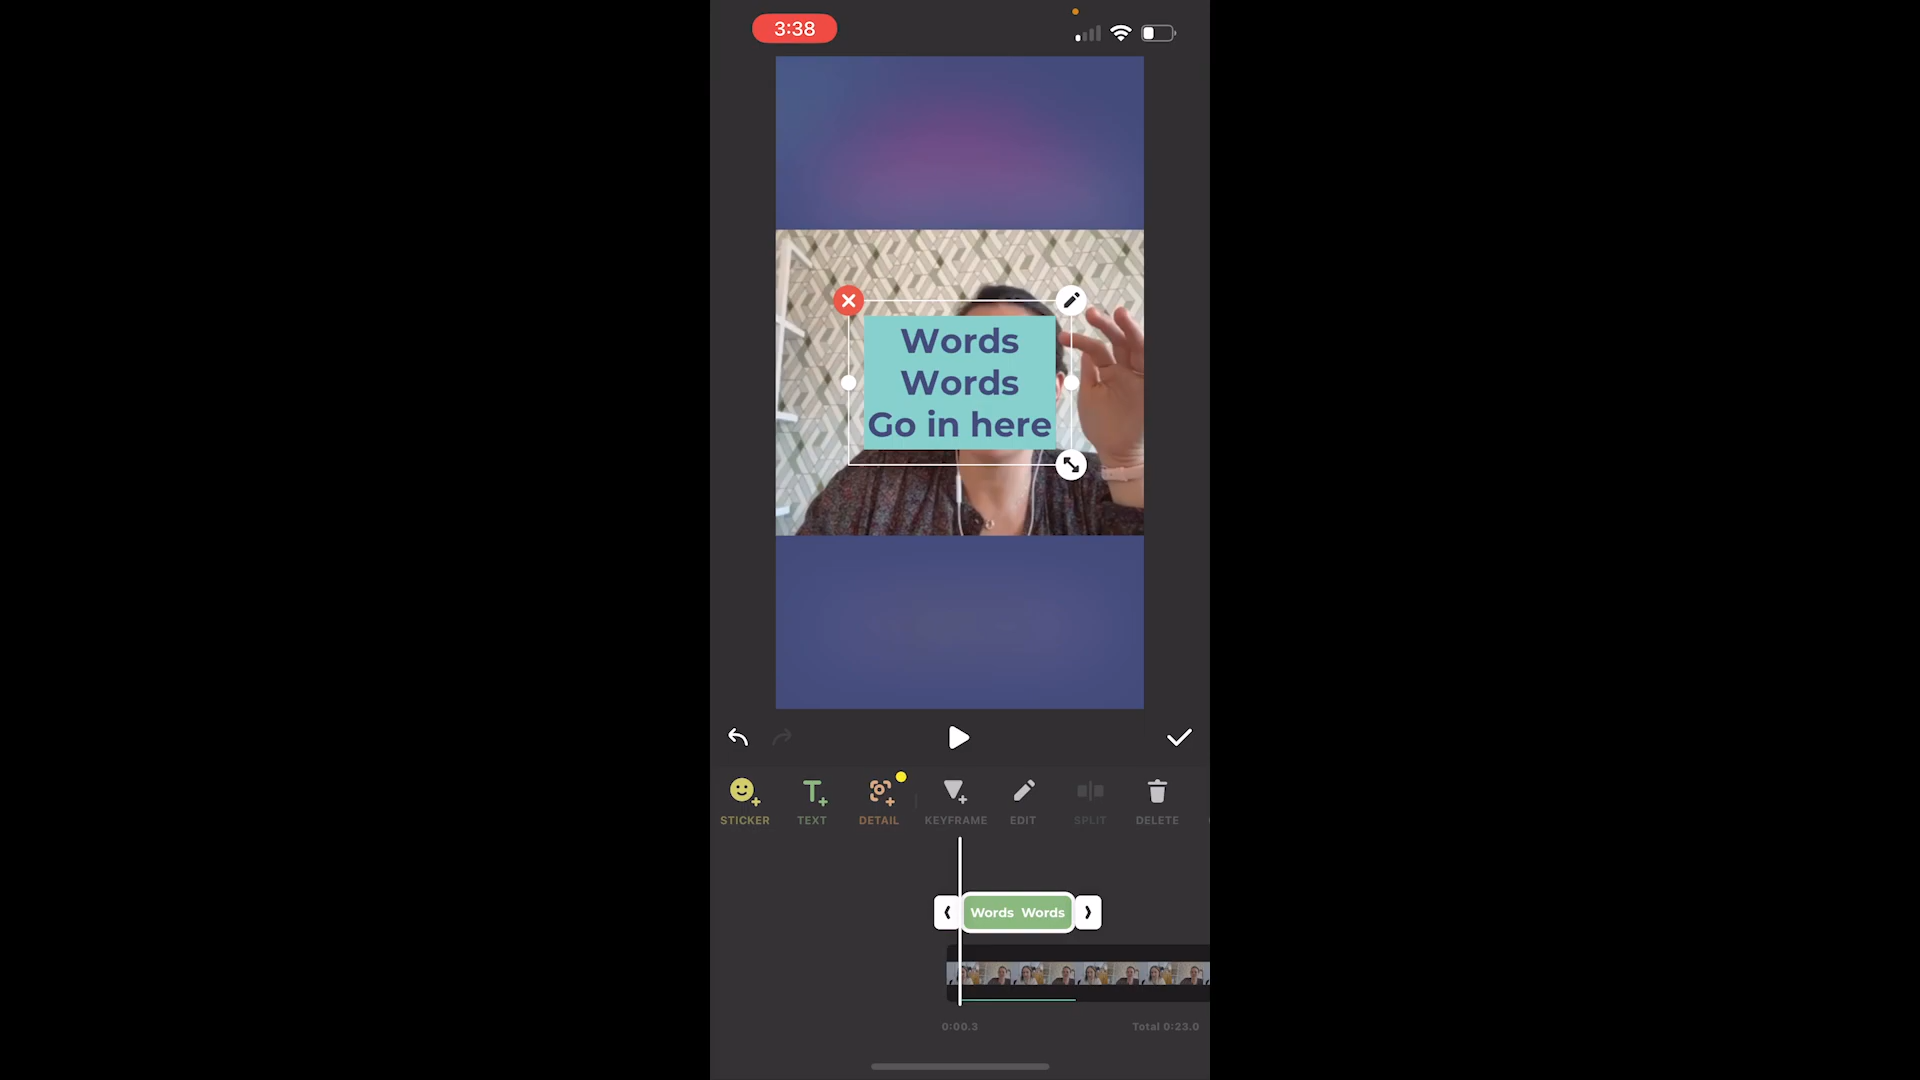 3:38
Words
Words
Go in here
STICKER TEXT DETAIL KEYFRAME EDIT SPLIT DELETE
Words Words
0:00.3 Total 0:23.0